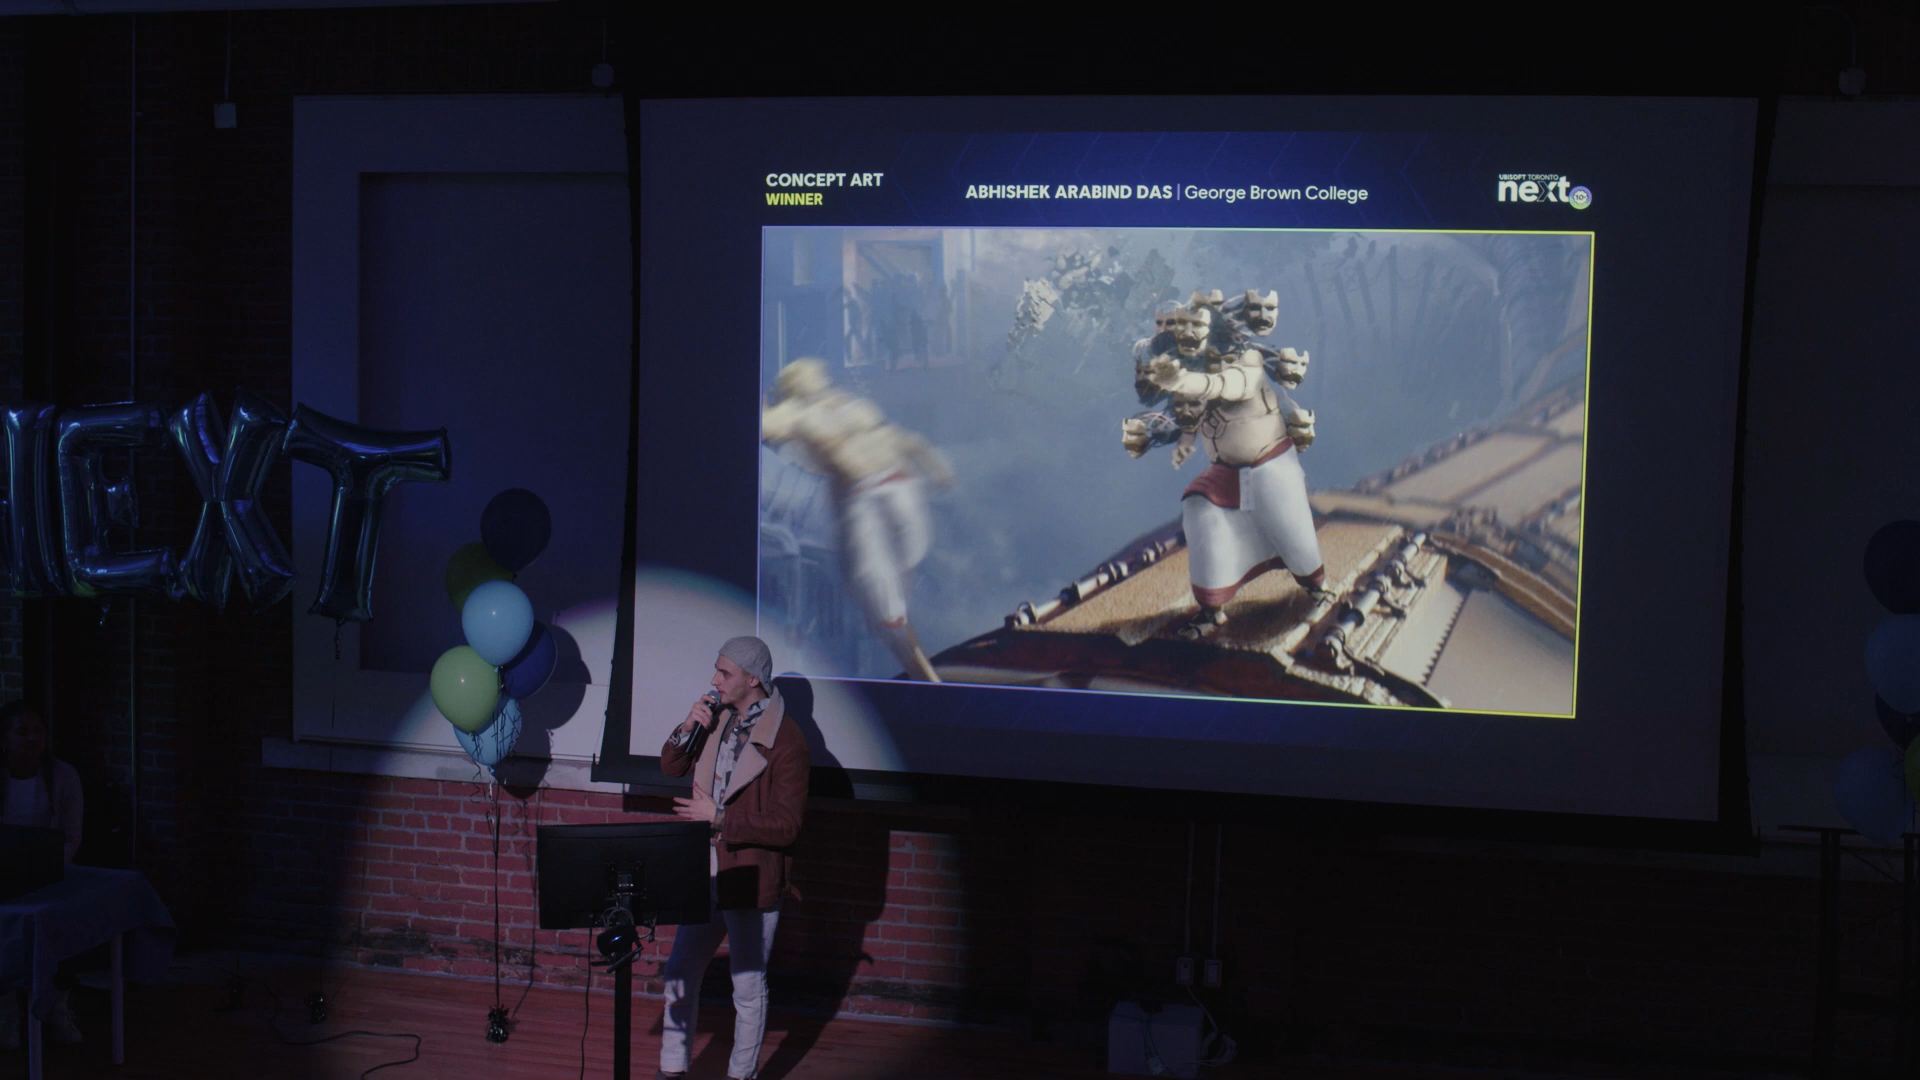 CONCEPT ART
WINNER
ABHISHEK ARABIND DAS | George Brown College
UBISOFT TORONTO
next
10
NEXT